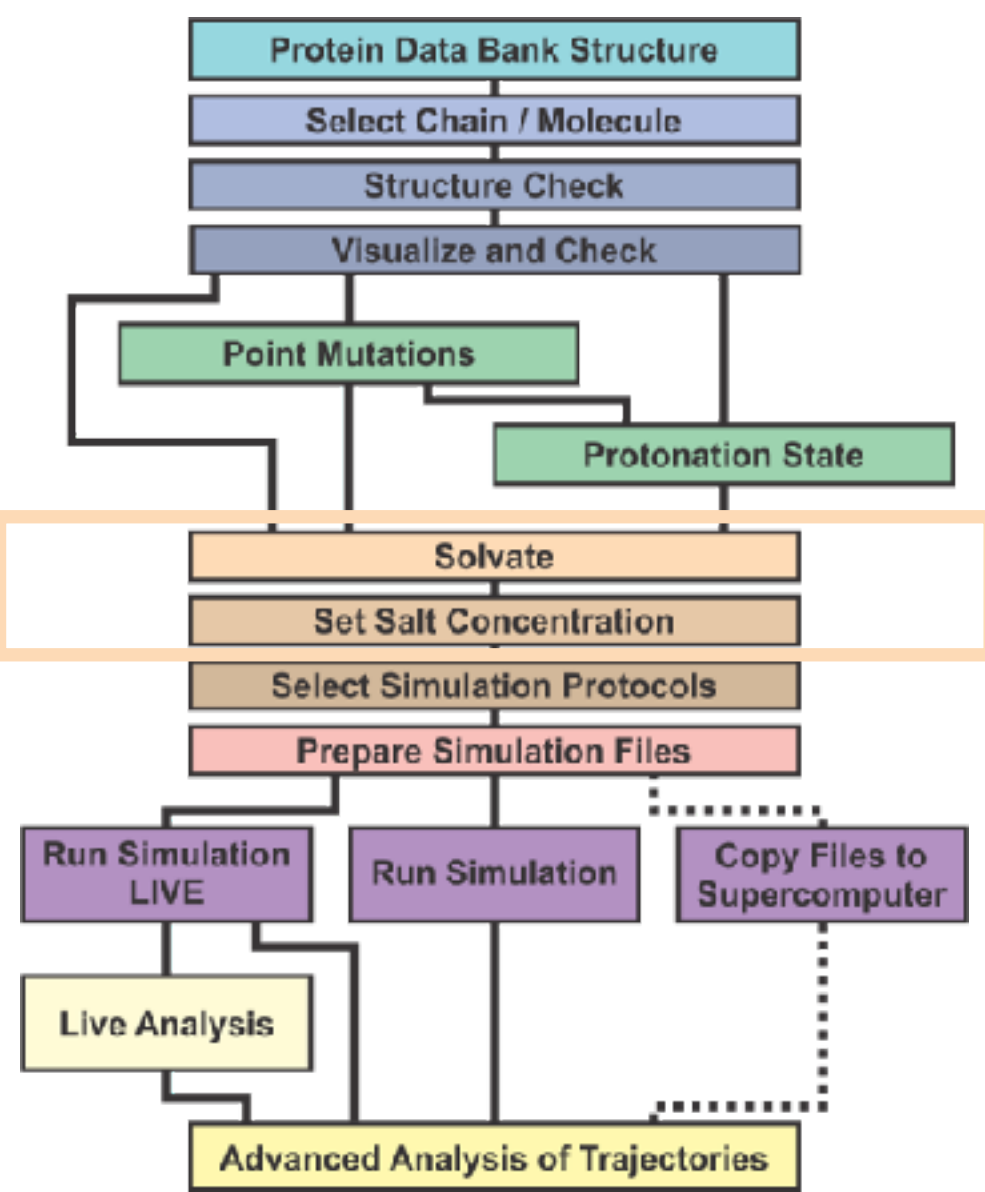 Protein Data Bank Structure
Select Chain / Molecule
Structure Check
Visualize and Check
Point Mutations
Protonation State
Solvate
Set Salt Concentration
Select Simulation Protocols
Prepare Simulation Files
Run Simulation
LIVE
Run Simulation
Copy Files to
Supercomputer
Live Analysis
Advanced Analysis of Trajectories